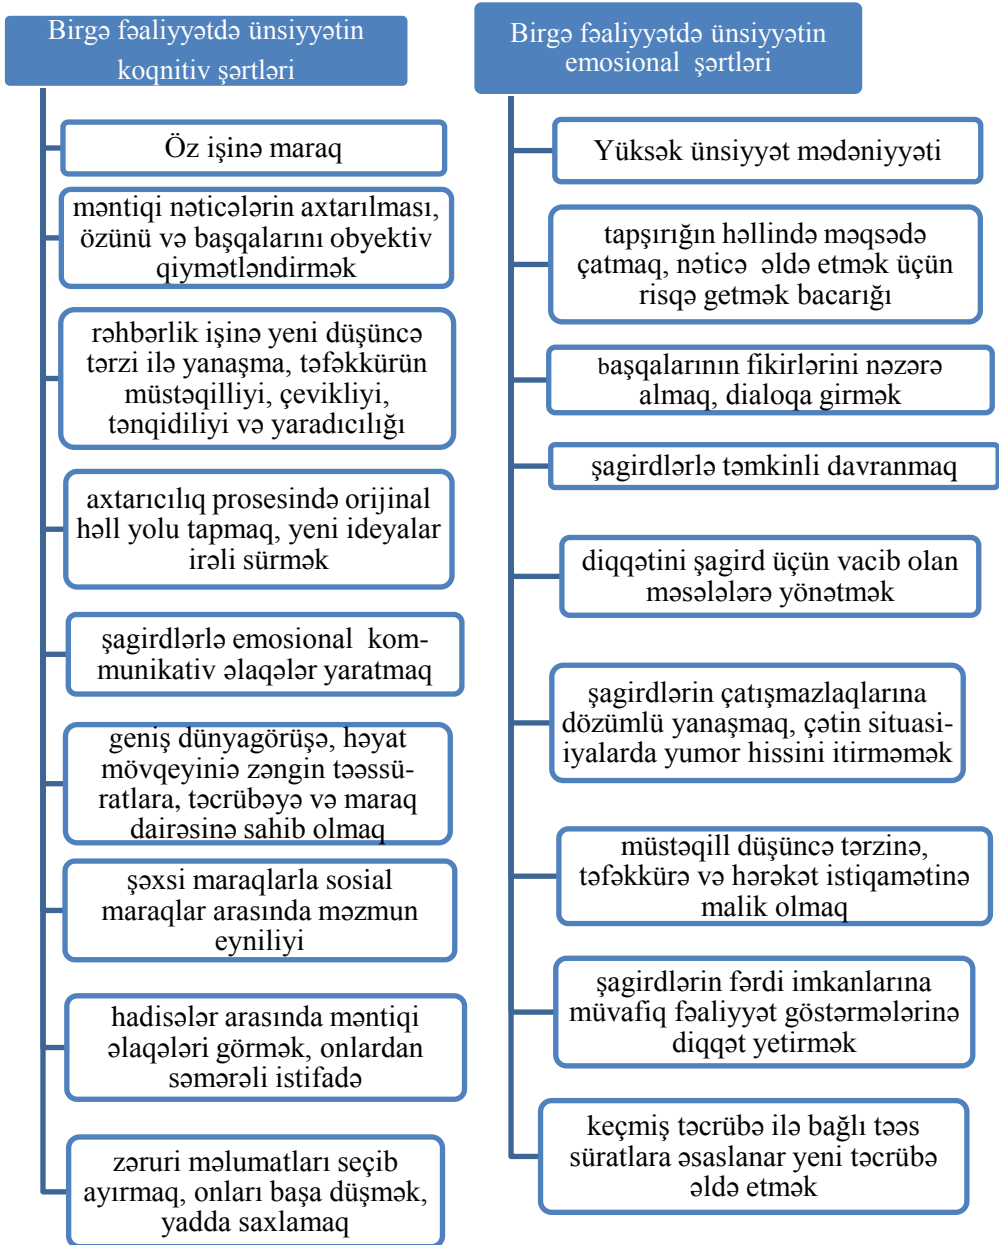 Birgə fəaliyyətdə ünsiyyətin
koqnitiv şərtləri
Öz işinə maraq
məntiqi nəticələrin axtarılması,
özünü və başqalarını obyektiv
qiymətləndirmək
rəhbərlik işinə yeni düşüncə
tərzi ilə yanaşma, təfəkkürün
müstəqilliyi, çevikliyi,
tənqidiliyi və yaradıcılığı
axtarıcılıq prosesində orijinal
həll yolu tapmaq, yeni ideyalar
irəli sürmək
şagirdlərlə emosional kom-
munikativ əlaqələr yaratmaq
geniş dünyagörüşə, həyat
mövqeyiniə zəngin təəssü-
ratlara, təcrübəyə və maraq
dairəsinə sahib olmaq
şəxsi maraqlarla sosial
maraqlar arasında məzmun
eyniliyi
hadisələr arasında məntiqi
əlaqələri görmək, onlardan
səmərəli istifadə
zəruri məlumatları seçib
ayırmaq, onları başa düşmək,
yadda saxlamaq
Birgə fəaliyyətdə ünsiyyətin
emosional şərtləri
Yüksək ünsiyyət mədəniyyəti
tapşırığın həllində məqsədə
çatmaq, nəticə əldə etmək üçün
risqə getmək bacarığı
başqalarının fikirlərini nəzərə
almaq, dialoqa girmək
şagirdlərlə təmkinli davranmaq
diqqətini şagird üçün vacib olan
məsələlərə yönətmək
şagirdlərin çatışmazlaqlarına
dözümlü yanaşmaq, çətin situasi-
iyalarda yumor hissini itirməmək
müstəqill düşüncə tərzinə,
təfəkkürə və hərəkət istiqamətinə
malik olmaq
şagirdlərin fərdi imkanlarına
müvafiq fəaliyyət göstərmələrinə
diqqət yetirmək
keçmiş təcrübə ilə bağlı təəs
süratlara əsaslanar yeni təcrübə
əldə etmək